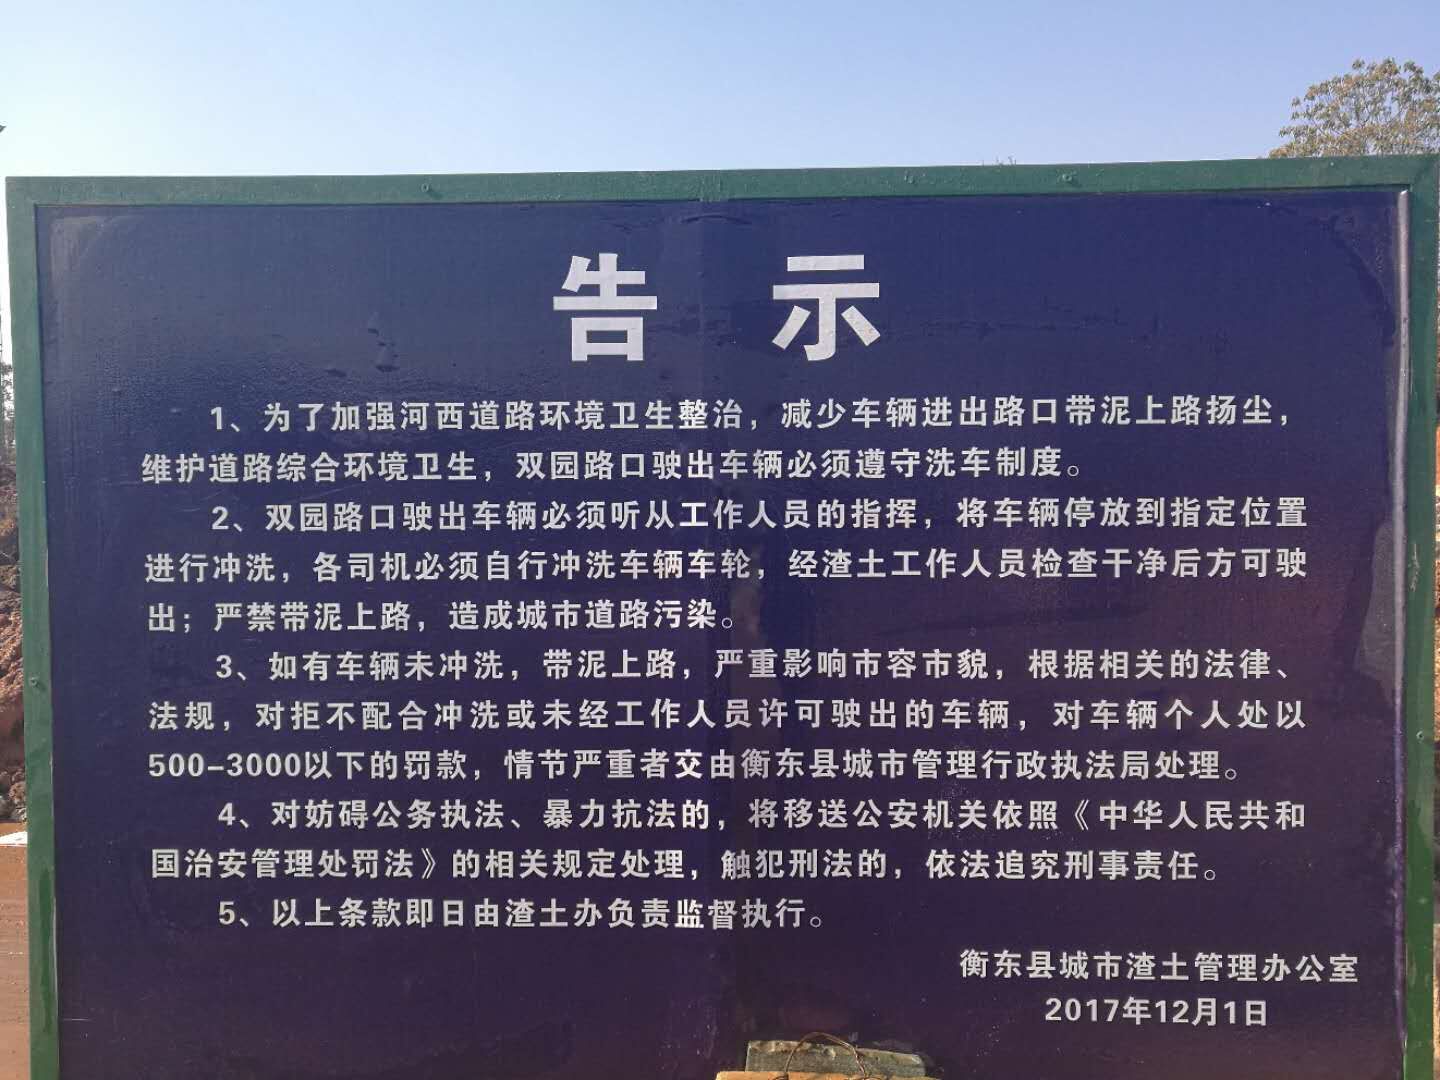 告示
1、为了加强河西道路环境卫生整治，减少车辆进出路口带泥上路扬尘，
维护道路综合环境卫生，双园路口驶出车辆必须遵守洗车制度。
2、双园路口驶出车辆必须听从工作人员的指挥，将车辆停放到指定位置
进行冲洗，各司机必须自行冲洗车辆车轮，经渣土工作人员检查干净后方可驶
出；严禁带泥上路，造成城市道路污染。
3、如有车辆未冲洗，带泥上路，严重影响市容市貌，根据相关的法律、
法规，对拒不配合冲洗或未经工作人员许可驶出的车辆，对车辆个人处以
500-3000以下的罚款，情节严重者交由衡东县城市管理行政执法局处理。
4、对妨碍公务执法、暴力抗法的，将移送公安机关依照《中华人民共和
国治安管理处罚法》的相关规定处理，触犯刑法的，依法追究刑事责任。
5、以上条款即日由渣土办负责监督执行。
衡东县城市渣土管理办公室
2017年12月1日